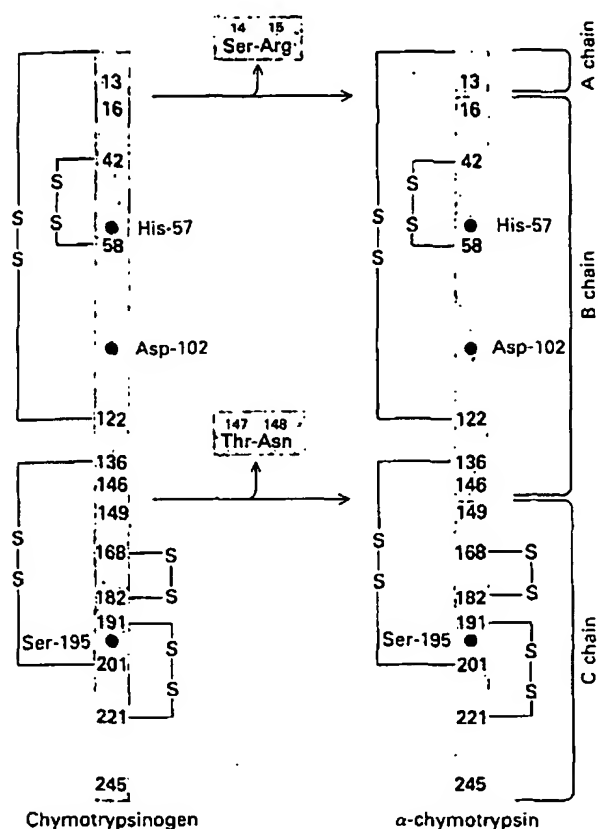 14 15
Ser-Arg
13
16
42
S
S
His-57
58
S
S
Asp-102
122
147 148
Thr-Asn
136
146
149
168
S
S
S
S
182
191
Ser-195
S
201
S
221
245
Chymotrypsinogen
13
16
42
S
S
His-57
58
S
S
Asp-102
122
136
146
149
168
S
S
S
S
182
191
Ser-195
S
201
S
221
245
α-chymotrypsin
A chain
B chain
C chain